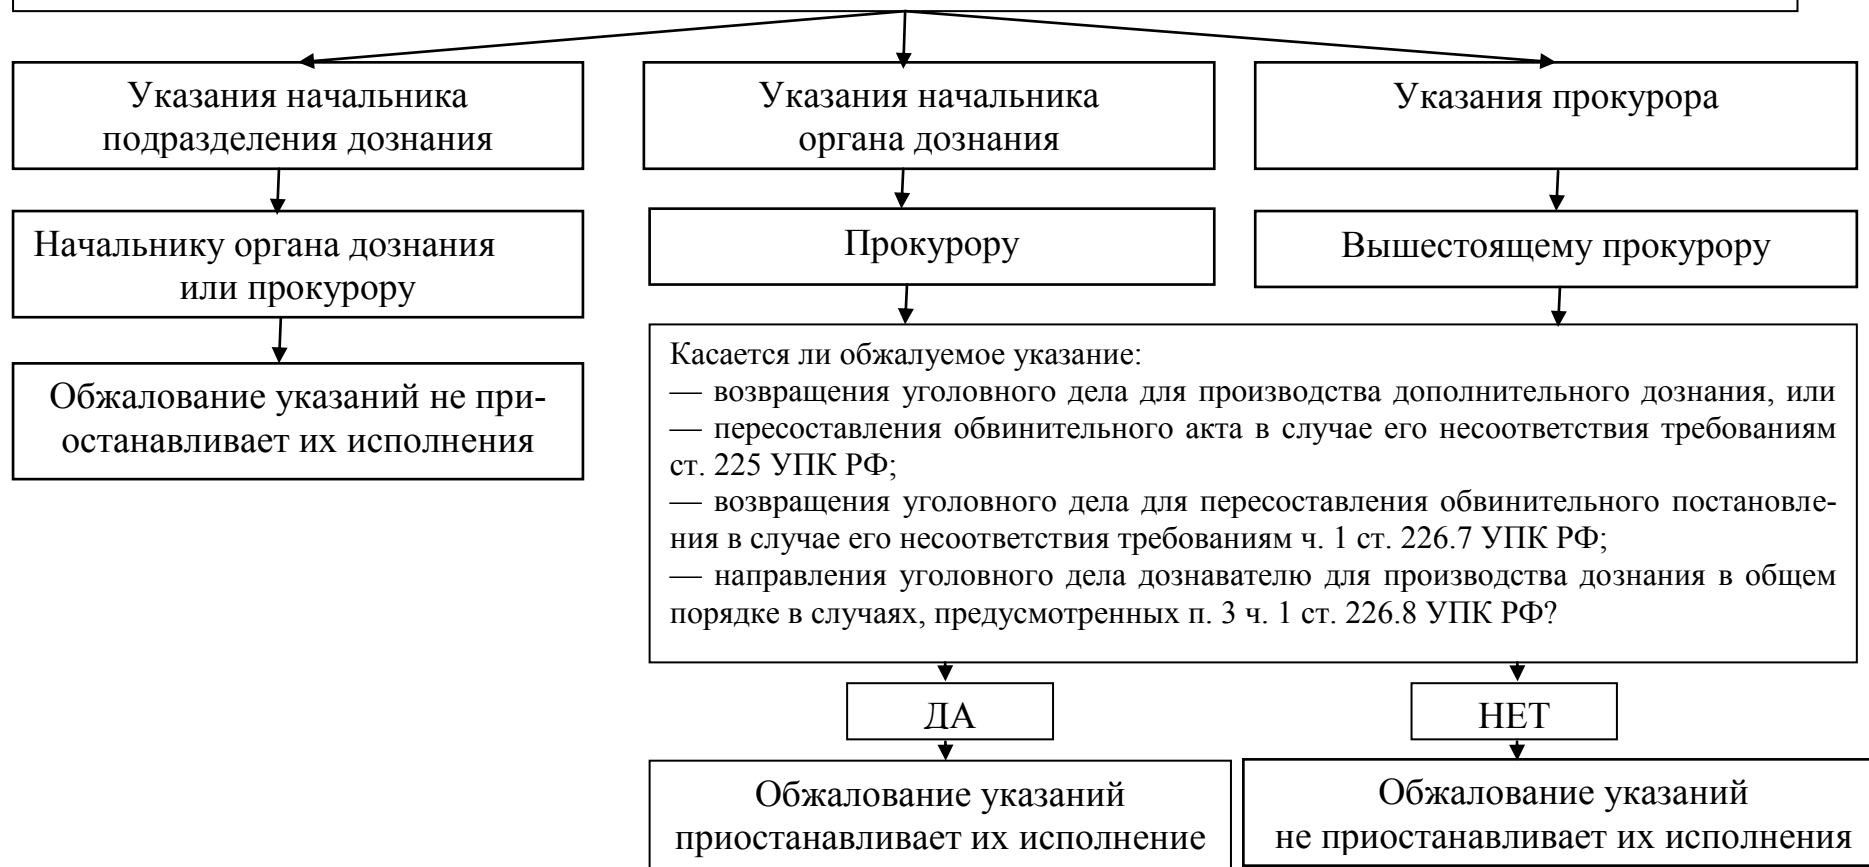 Указания начальника
подразделения дознания
Указания начальника
органа дознания
Указания прокурора
Начальнику органа дознания
или прокурору
Прокурору
Вышестоящему прокурору
Обжалование указаний не при-
останавливает их исполнения
Касается ли обжалуемое указание:
— возвращения уголовного дела для производства дополнительного дознания, или
— пересоставления обвинительного акта в случае его несоответствия требованиям
ст. 225 УПК РФ;
— возвращения уголовного дела для пересоставления обвинительного постановле-
ния в случае его несоответствия требованиям ч. 1 ст. 226.7 УПК РФ;
— направления уголовного дела дознавателю для производства дознания в общем
порядке в случаях, предусмотренных п. 3 ч. 1 ст. 226.8 УПК РФ?
ДА
НЕТ
Обжалование указаний
приостанавливает их исполнение
Обжалование указаний
не приостанавливает их исполнения